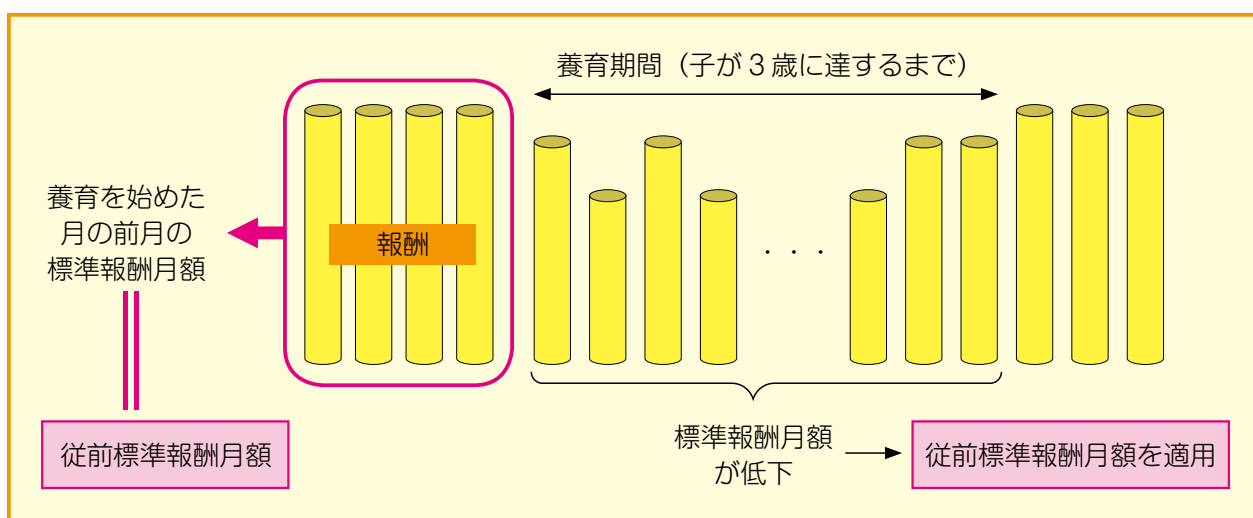 養育期間（子が３歳に達するまで）
養育を始めた
月の前月の
標準報酬月額
報酬
・・・
従前標準報酬月額
標準報酬月額
が低下
従前標準報酬月額を適用